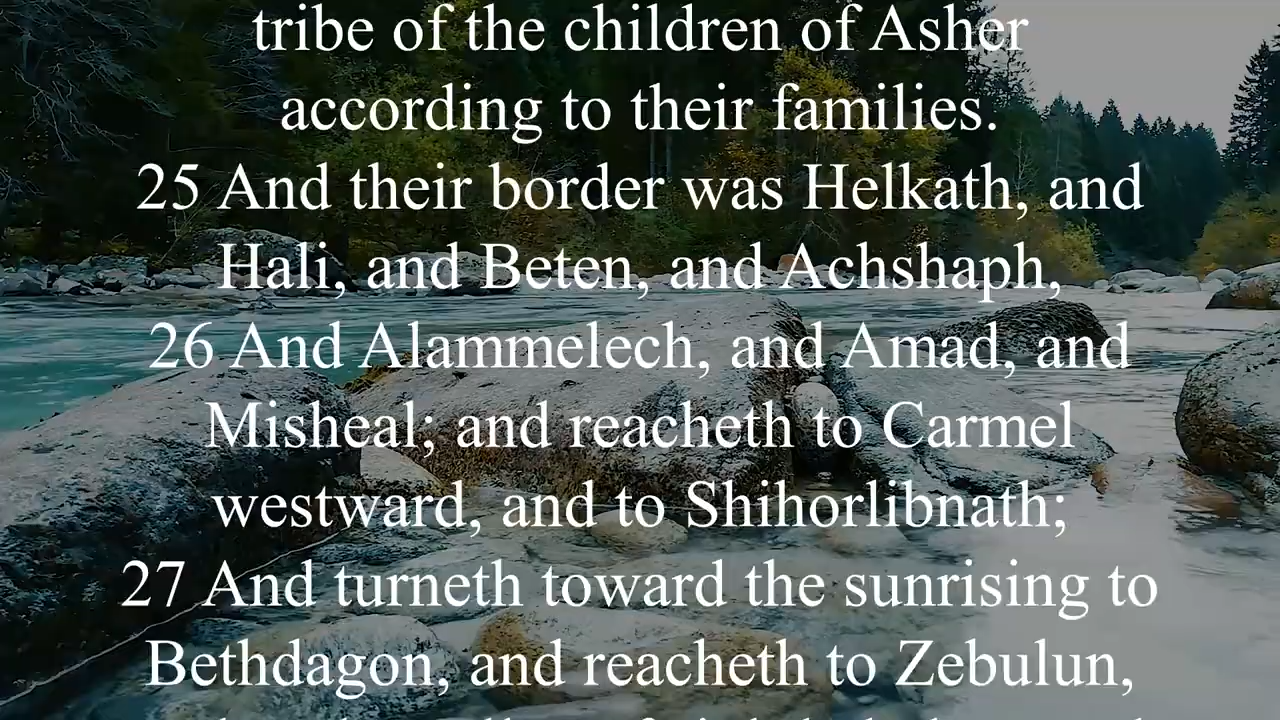 tribe of the children of Asher
according to their families.
25 And their border was Helkath, and
Hali, and Beten, and Achshaph,
26 And Alammelech, and Amad, and
Misheal; and reacheth to Carmel
westward, and to Shihorlibnath;
27 And turneth toward the sunrising to
Bethdagon, and reacheth to Zebulun,